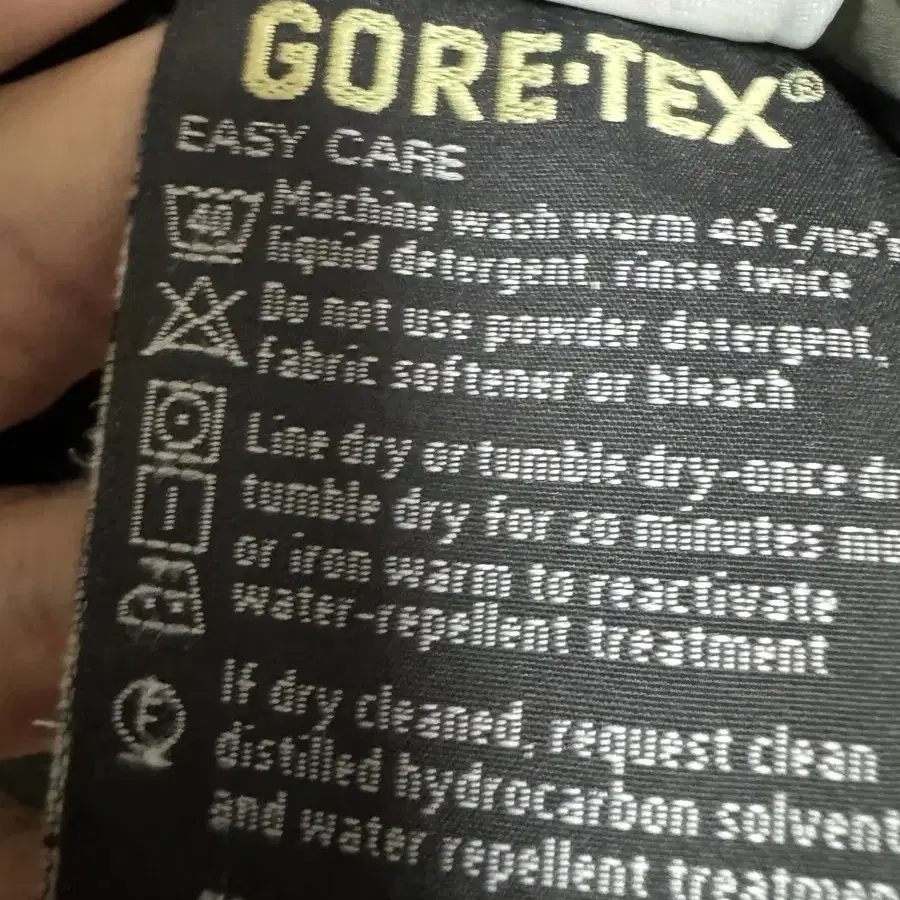 GORE·TEX®
EASY CARE
40
Machine wash warm 40°C/105°F
liquid detergent, rinse twice
Do not use powder detergent,
fabric softener or bleach
Line dry or tumble dry-once
tumble dry for 20 minutes
or iron warm to reactivate
water-repellent treatment
F
If dry cleaned, request clean
distilled hydrocarbon solvent
and water repellent